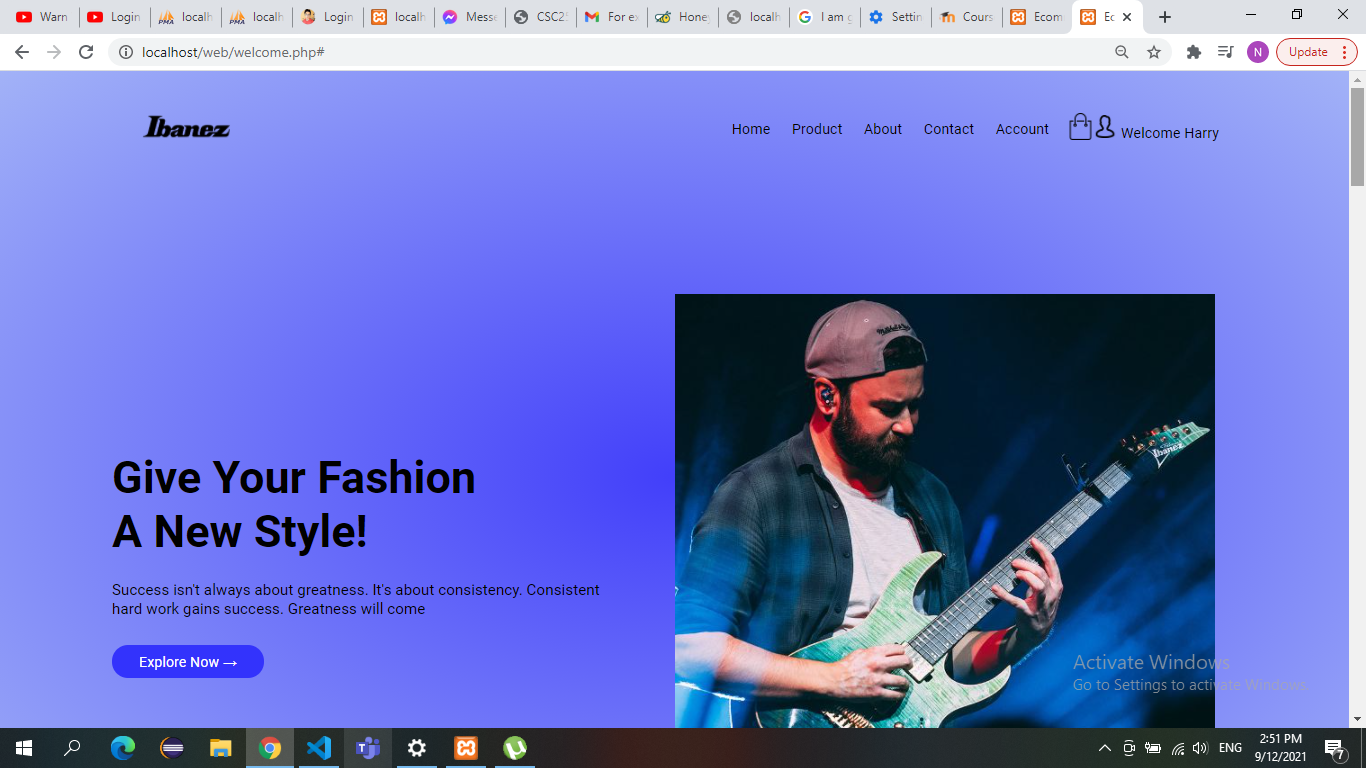 Warn
Login
localh
localh
Login
localh
Messe
CSC2
For ex
Honey
localh
I am g
Settin
Cours
Ecom
Ec
localhost/web/welcome.php#
N
Update
Ibanez
Home
Product
About
Contact
Account
Welcome Harry
Give Your Fashion
A New Style!
Success isn't always about greatness. It's about consistency. Consistent
hard work gains success. Greatness will come
Explore Now →
Ibanez
Activate Windows
Go to Settings to activate Windows.
ENG
2:51 PM
9/12/2021
7